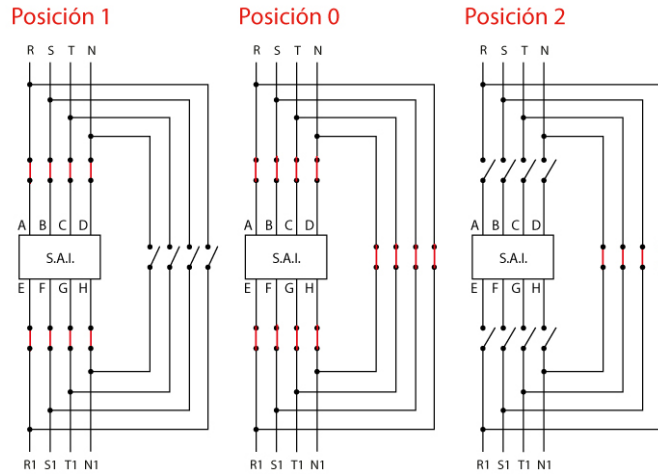 Posición 1 Posición 0 Posición 2
R S T N R S T N R S T N
A B C D A B C D A B C D
S.A.I. S.A.I. S.A.I.
E F G H E F G H E F G H
R1 S1 T1 N1 R1 S1 T1 N1 R1 S1 T1 N1